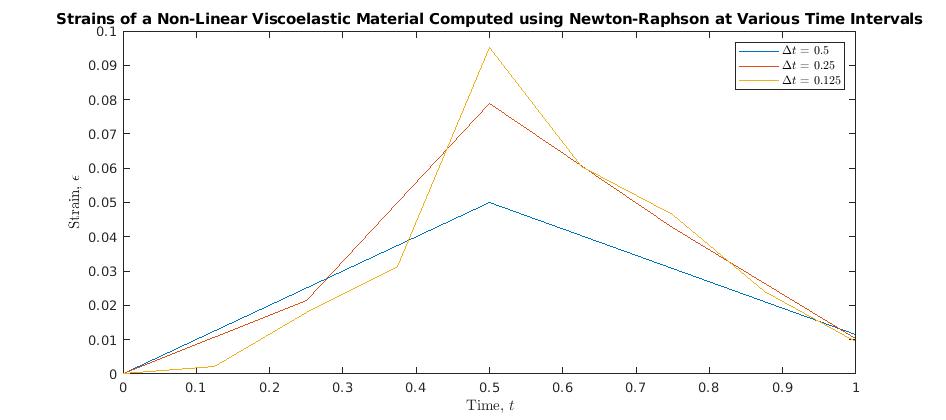 Strains of a Non-Linear Viscoelastic Material Computed using Newton-Raphson at Various Time Intervals
0.1
0.09
0.08
0.07
0.06
0.05
0.04
0.03
0.02
0.01
0
Strain, ϵ
Δt = 0.5
Δt = 0.25
Δt = 0.125
0 0.1 0.2 0.3 0.4 0.5 0.6 0.7 0.8 0.9 1
Time, t